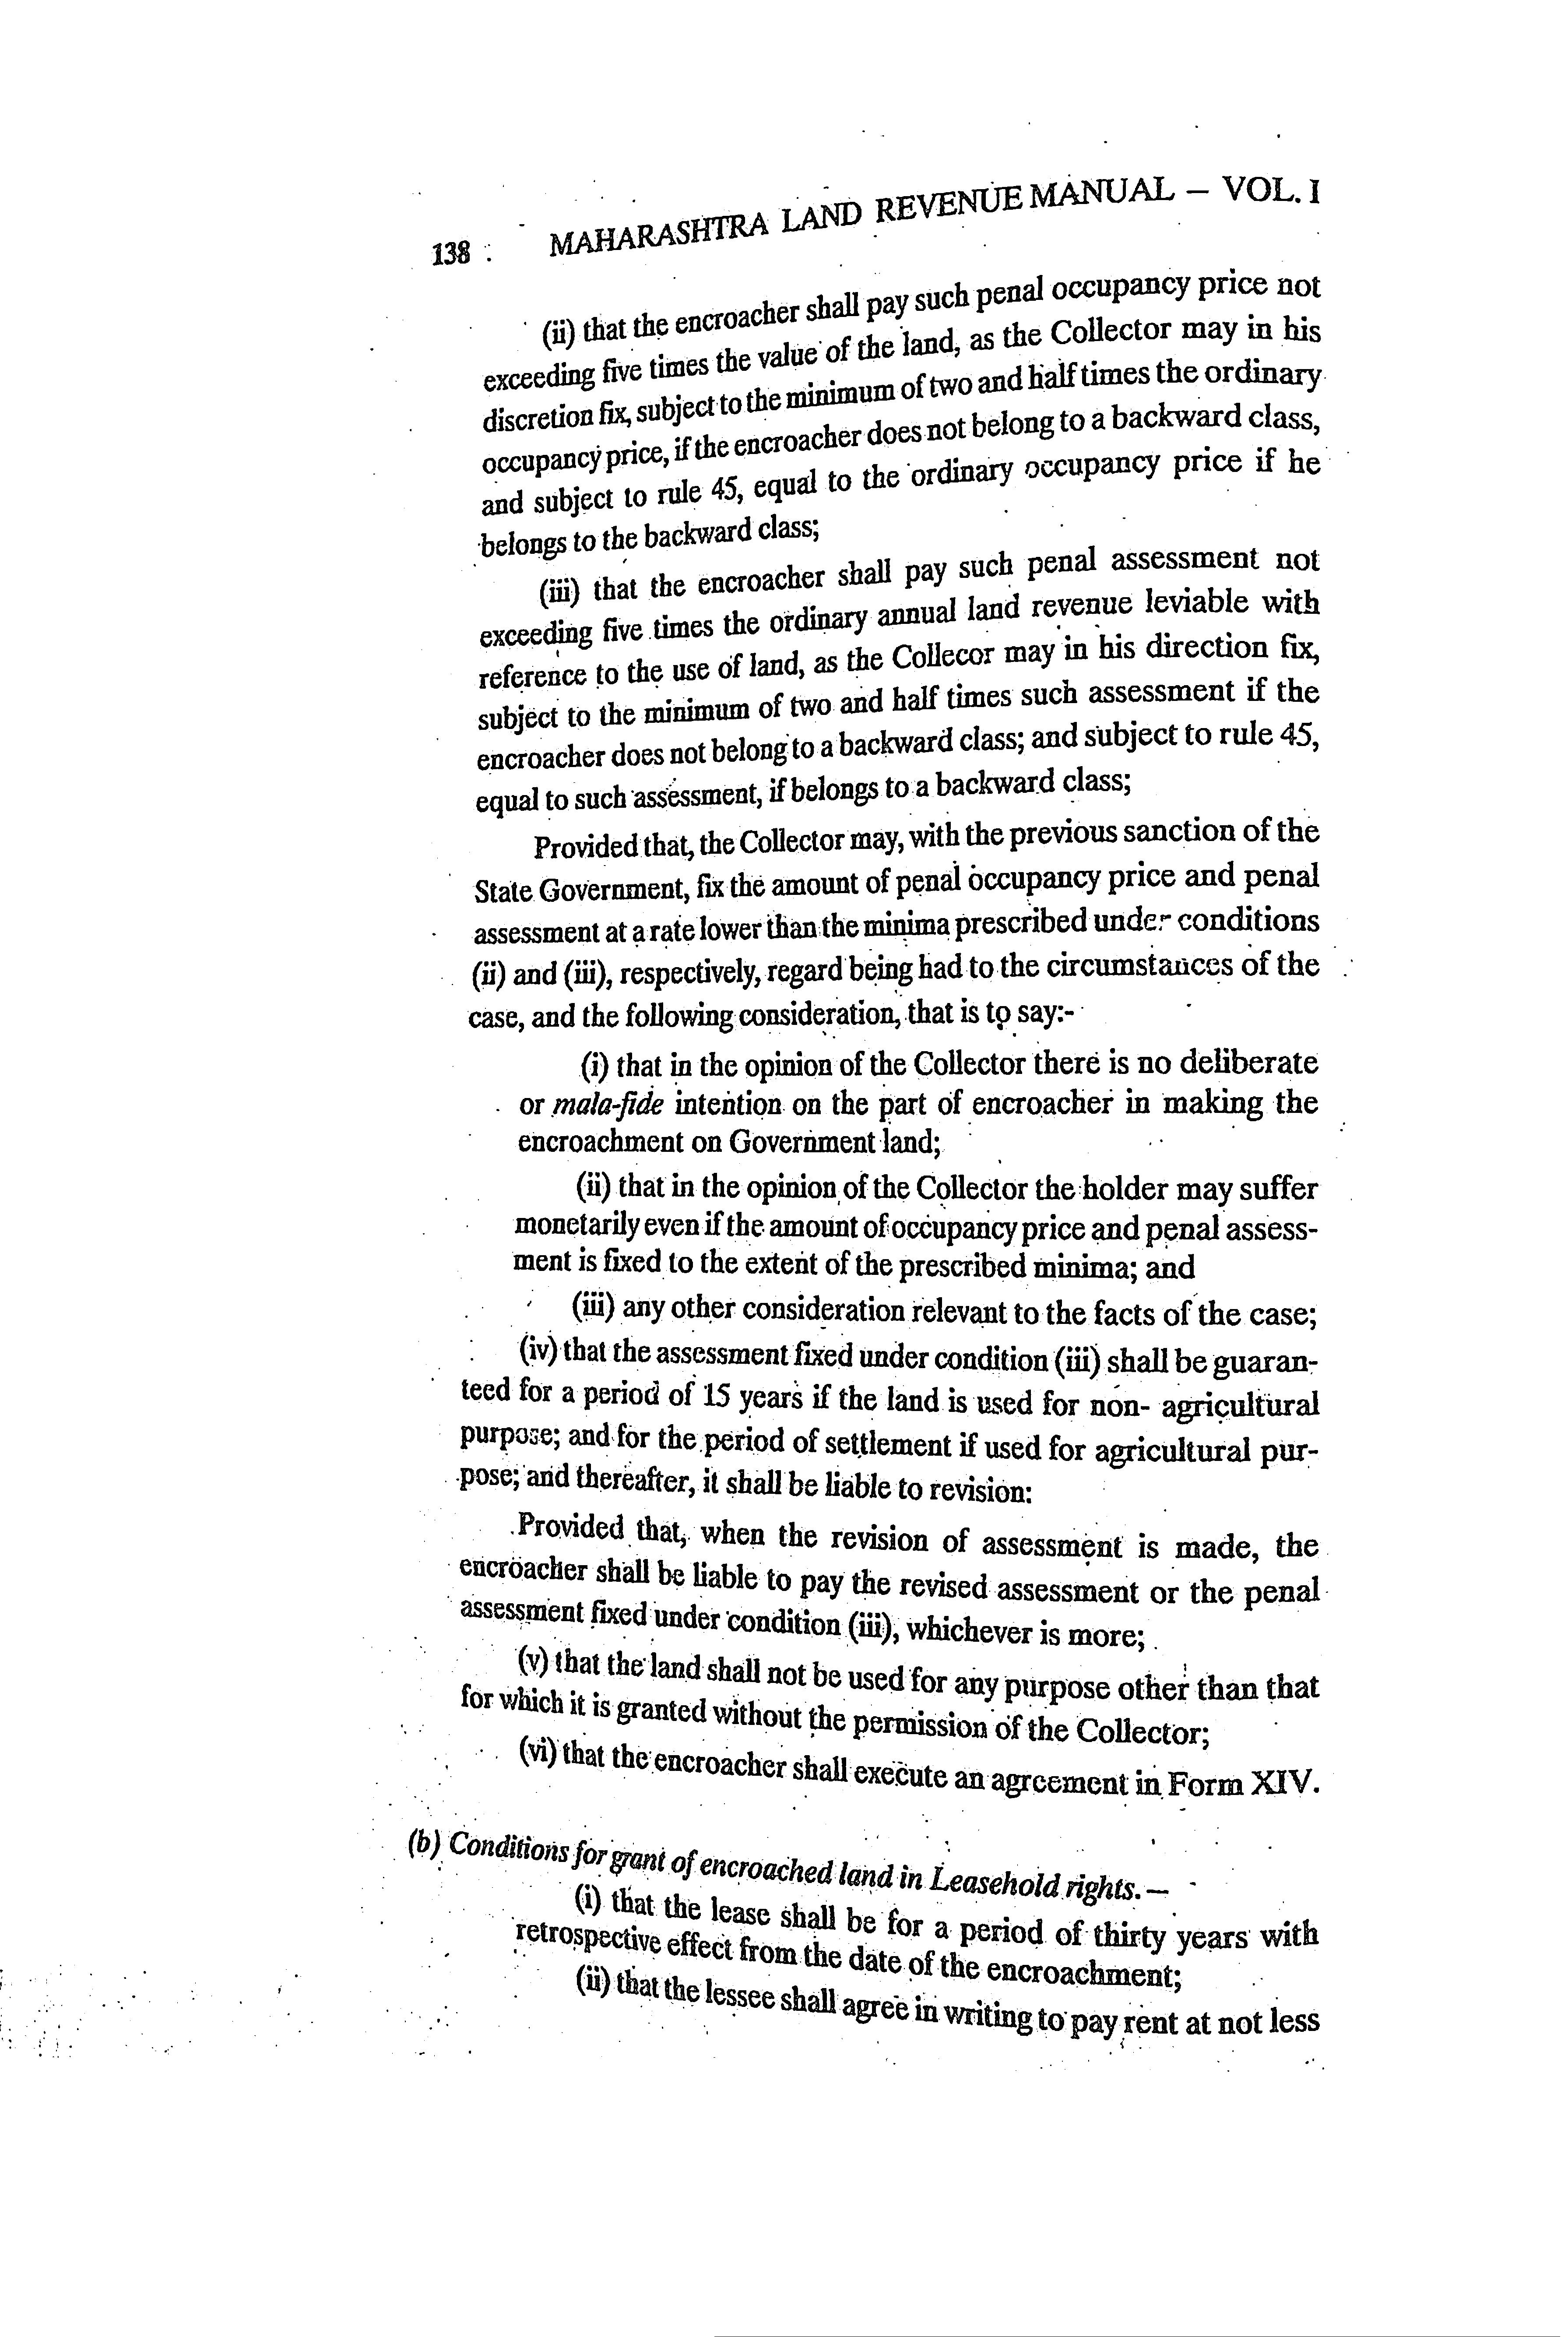 138 MAHARASHTRA LAND REVENUE MANUAL – VOL. I
(ii) that the encroacher shall pay such penal occupancy price not
exceeding five times the value of the land, as the Collector may in his
discretion fix, subject to the minimum of two and half times the ordinary
occupancy price, if the encroacher does not belong to a backward class,
and subject to rule 45, equal to the ordinary occupancy price if he
belongs to the backward class;
(iii) that the encroacher shall pay such penal assessment not
exceeding five times the ordinary annual land revenue leviable with
reference to the use of land, as the Collecor may in his direction fix,
subject to the minimum of two and half times such assessment if the
encroacher does not belong to a backward class; and subject to rule 45,
equal to such assessment, if belongs to a backward class;
Provided that, the Collector may, with the previous sanction of the
State Government, fix the amount of penal occupancy price and penal
assessment at a rate lower than the minima prescribed under conditions
(ii) and (iii), respectively, regard being had to the circumstances of the
case, and the following consideration, that is to say:-
(i) that in the opinion of the Collector there is no deliberate
or mala-fide intention on the part of encroacher in making the
encroachment on Government land;
(ii) that in the opinion of the Collector the holder may suffer
monetarily even if the amount of occupancy price and penal assess-
ment is fixed to the extent of the prescribed minima; and
(iii) any other consideration relevant to the facts of the case;
(iv) that the assessment fixed under condition (iii) shall be guaran-
teed for a period of 15 years if the land is used for non- agricultural
purpose; and for the period of settlement if used for agricultural pur-
pose; and thereafter, it shall be liable to revision:
Provided that, when the revision of assessment is made, the
encroacher shall be liable to pay the revised assessment or the penal
assessment fixed under condition (iii), whichever is more;
(v) that the land shall not be used for any purpose other than that
for which it is granted without the permission of the Collector;
(vi) that the encroacher shall execute an agreement in Form XIV.
(b) Conditions for grant of encroached land in Leasehold rights. –
(i) that the lease shall be for a period of thirty years with
retrospective effect from the date of the encroachment;
(ii) that the lessee shall agree in writing to pay rent at not less